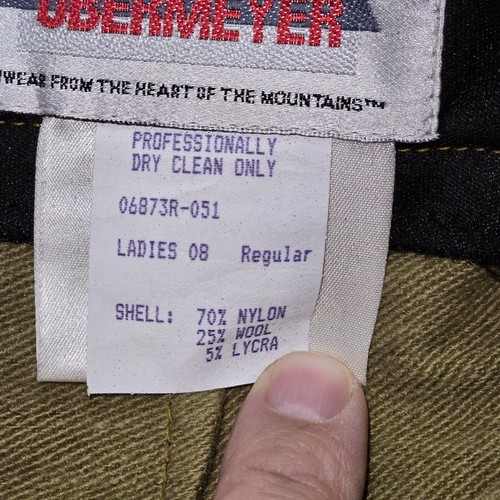 OBERMEYER
WEAR FROM THE HEART OF THE MOUNTAINS™
PROFESSIONALLY
DRY CLEAN ONLY
06873R-051
LADIES 08 Regular
SHELL: 70% NYLON
25% WOOL
5% LYCRA